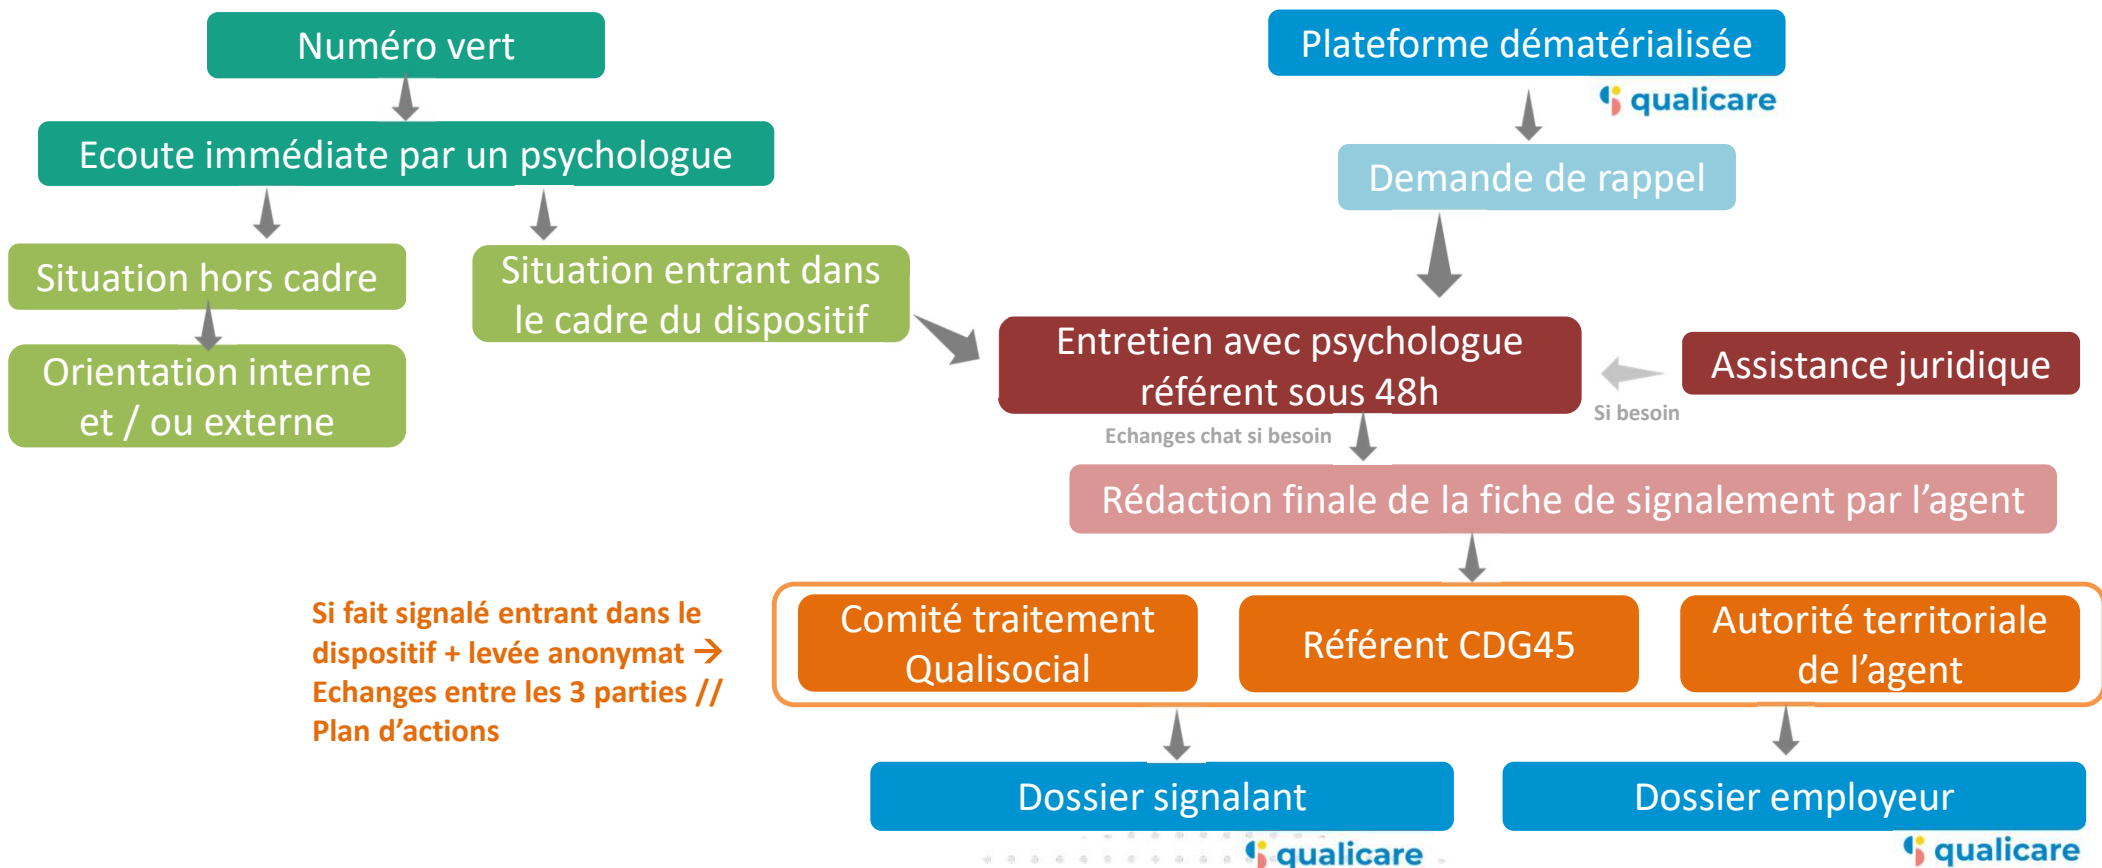 Numéro vert
Plateforme dématérialisée
qualicare
Ecoute immédiate par un psychologue
Demande de rappel
Situation hors cadre
Situation entrant dans
le cadre du dispositif
Orientation interne
et / ou externe
Entretien avec psychologue
référent sous 48h
Assistance juridique
Si besoin
Echanges chat si besoin
Rédaction finale de la fiche de signalement par l’agent
Si fait signalé entrant dans le
dispositif + levée anonymat →
Echanges entre les 3 parties //
Plan d’actions
Comité traitement
Qualisocial
Référent CDG45
Autorité territoriale
de l’agent
Dossier signalant
Dossier employeur
qualicare
qualicare